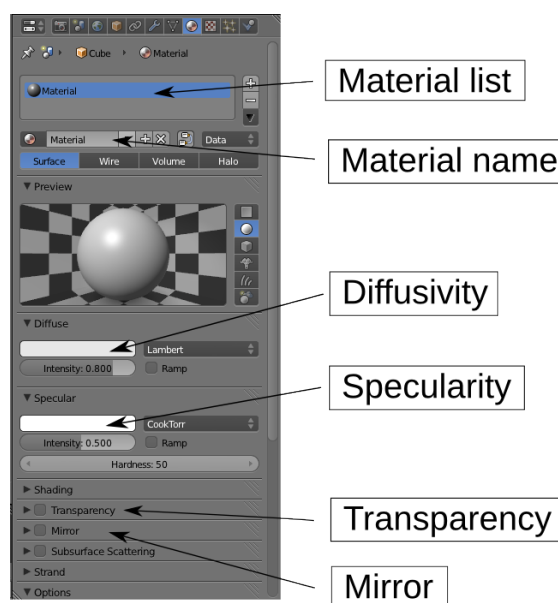 Cube
Material
Material
Material list
Material
Data
Material name
Surface
Wire
Volume
Halo
Preview
Diffuse
Diffusivity
Lambert
Intensity: 0.800
Ramp
Specular
Specularity
CookTorr
Intensity: 0.500
Ramp
Hardness: 50
Shading
Transparency
Transparency
Mirror
Subsurface Scattering
Strand
Mirror
Options